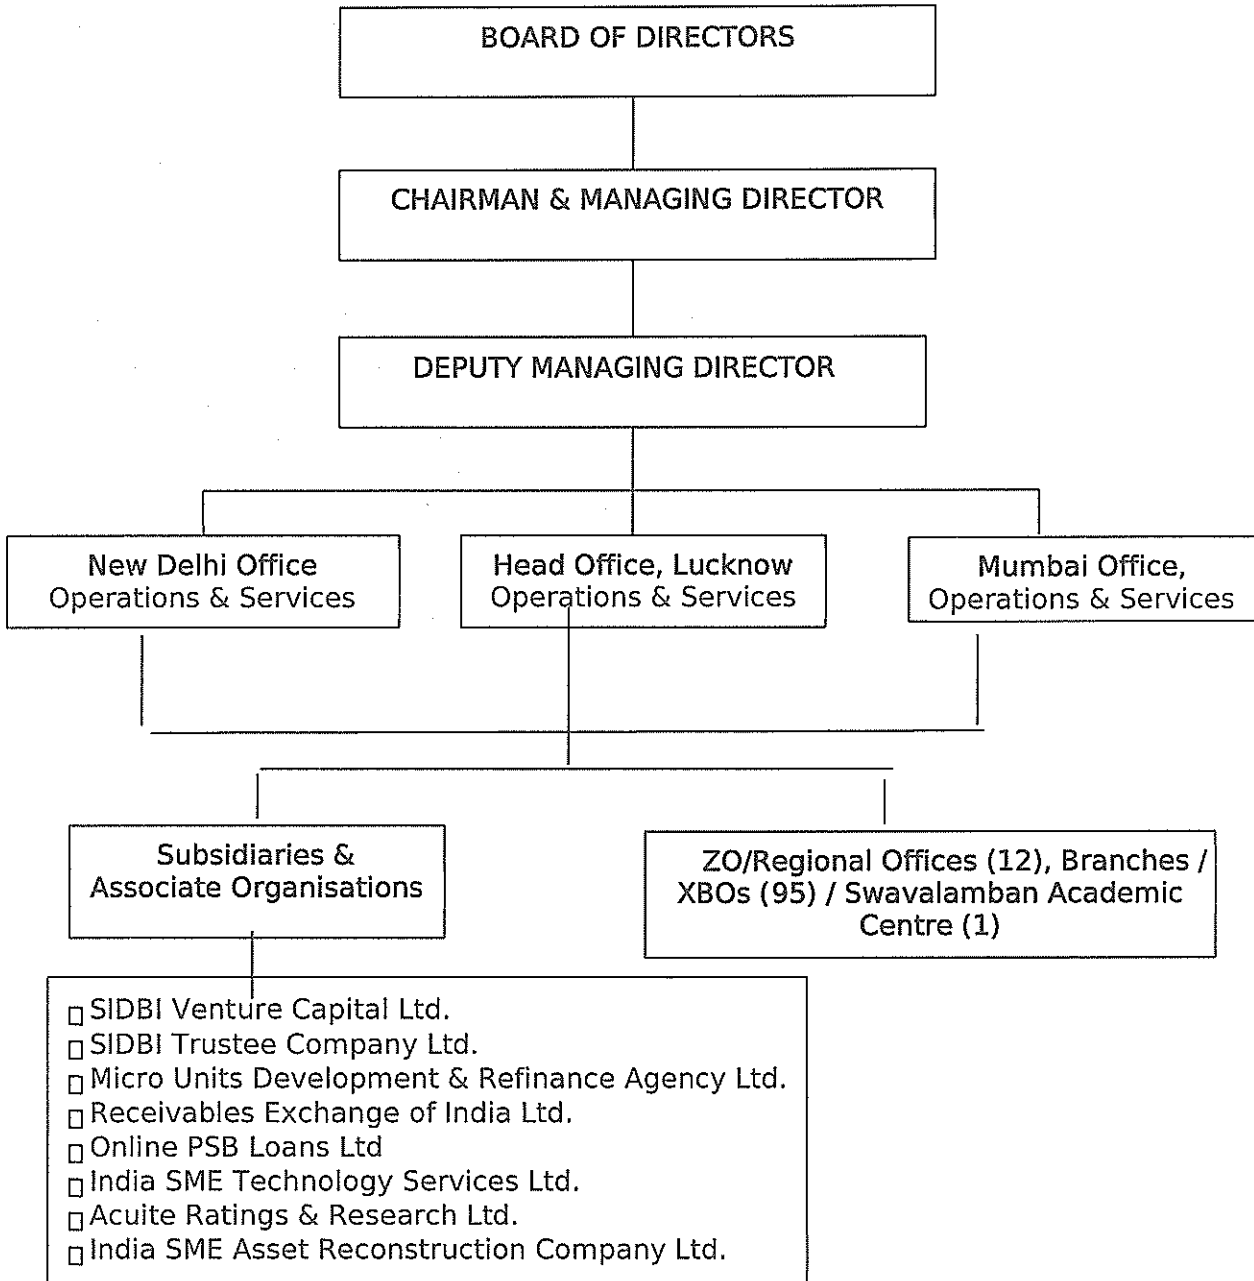 BOARD OF DIRECTORS
CHAIRMAN & MANAGING DIRECTOR
DEPUTY MANAGING DIRECTOR
New Delhi Office
Operations & Services
Head Office, Lucknow
Operations & Services
Mumbai Office,
Operations & Services
Subsidiaries &
Associate Organisations
ZO/Regional Offices (12), Branches /
XBOs (95) / Swavalamban Academic
Centre (1)
SIDBI Venture Capital Ltd.
SIDBI Trustee Company Ltd.
Micro Units Development & Refinance Agency Ltd.
Receivables Exchange of India Ltd.
Online PSB Loans Ltd
India SME Technology Services Ltd.
Acuite Ratings & Research Ltd.
India SME Asset Reconstruction Company Ltd.